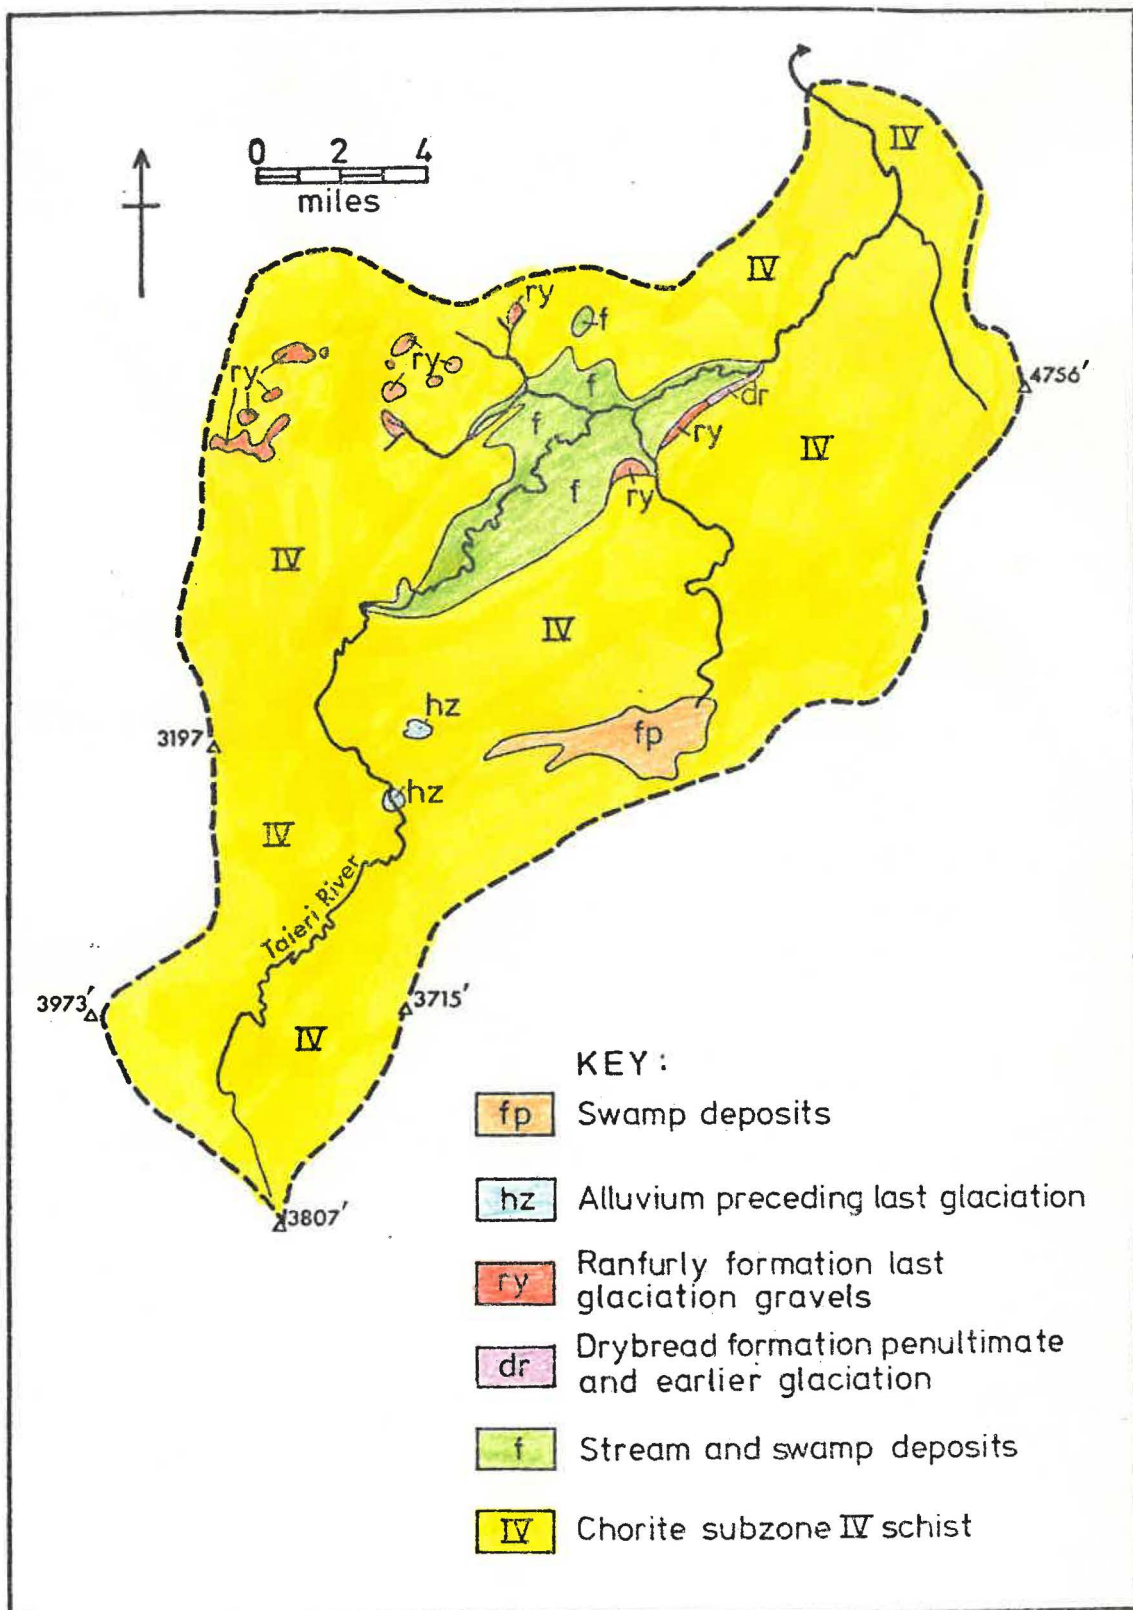 0 2 4
miles
IV
IV
ry
f
ry
ry
f
dr
4756'
f
ry
IV
f
ry
IV
IV
hz
3197'
fp
hz
IV
Taieri River
3973'
3715'
IV
3807'
KEY :
fp Swamp deposits
hz Alluvium preceding last glaciation
ry Ranfurly formation last
glaciation gravels
dr Drybread formation penultimate
and earlier glaciation
f Stream and swamp deposits
IV Chorite subzone IV schist